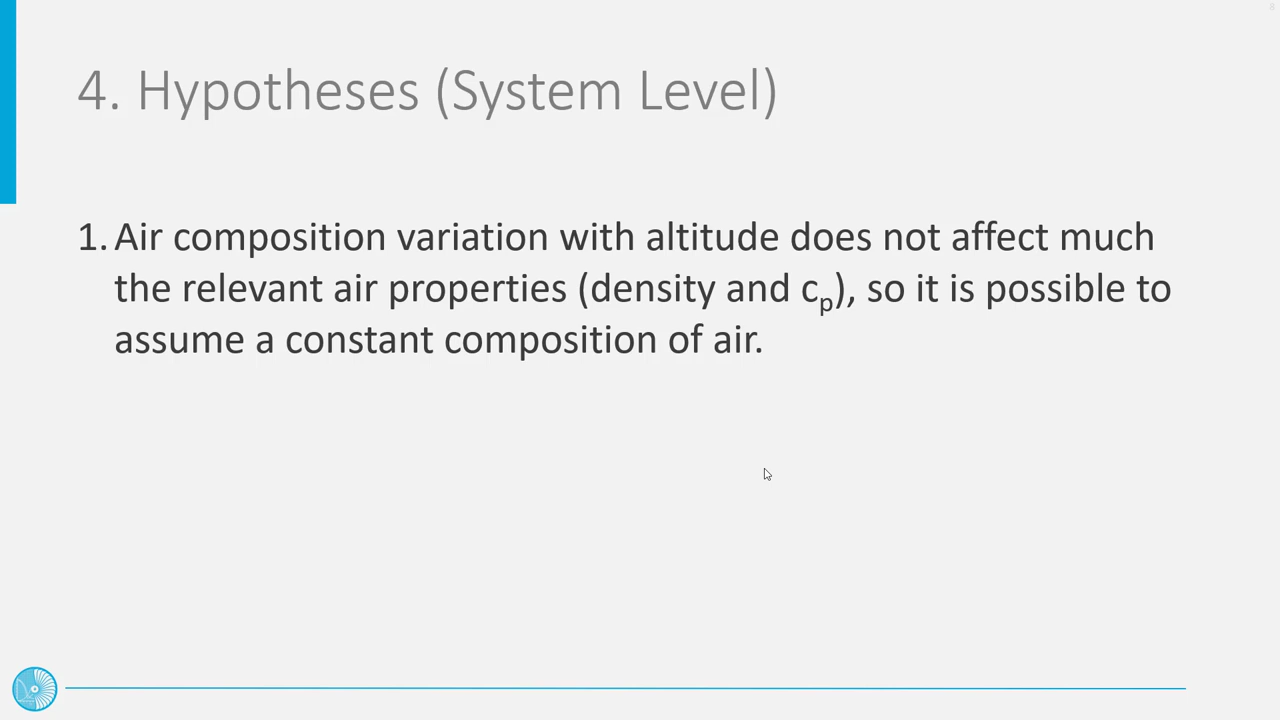 4. Hypotheses (System Level)
1. Air composition variation with altitude does not affect much
the relevant air properties (density and cp), so it is possible to
assume a constant composition of air.